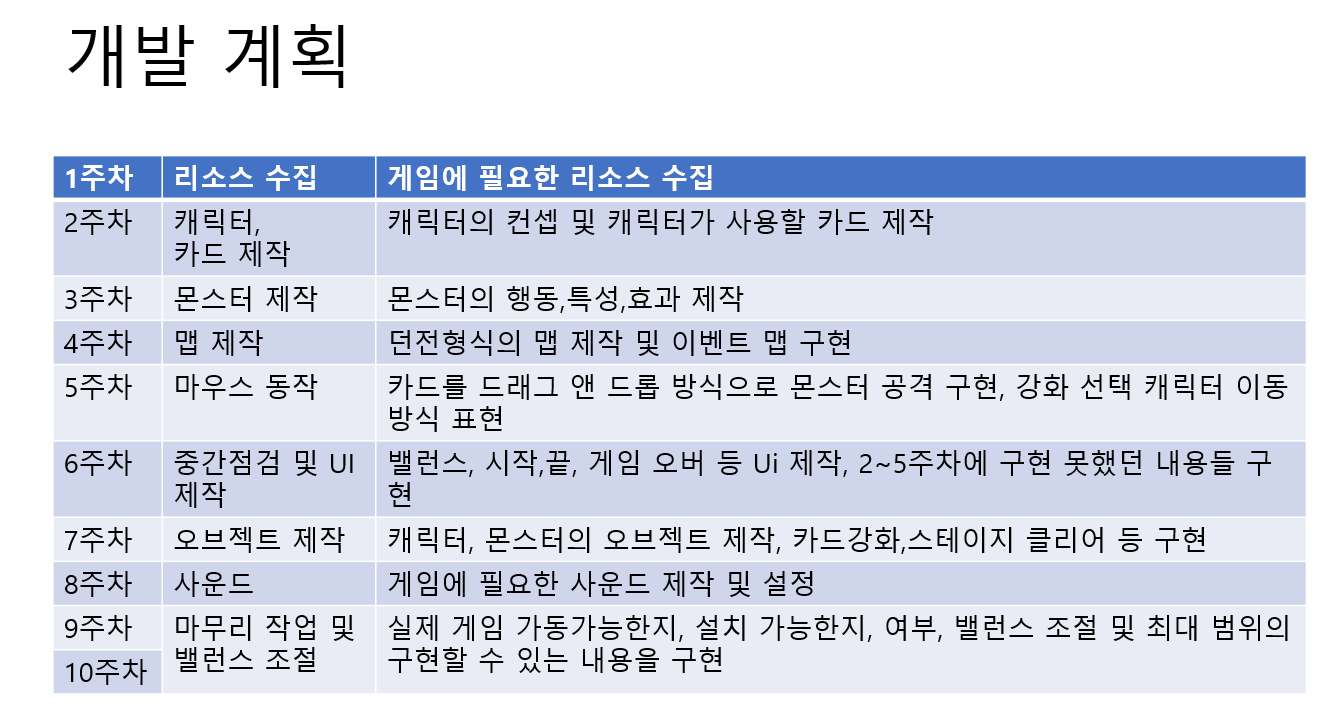 개발 계획
1주차 리소스 수집 게임에 필요한 리소스 수집
2주차 캐릭터, 캐릭터의 컨셉 및 캐릭터가 사용할 카드 제작
카드 제작
3주차 몬스터 제작 몬스터의 행동,특성,효과 제작
4주차 맵 제작 던전형식의 맵 제작 및 이벤트 맵 구현
5주차 마우스 동작 카드를 드래그 앤 드롭 방식으로 몬스터 공격 구현, 강화 선택 캐릭터 이동
방식 표현
6주차 중간점검 및 UI 밸런스, 시작,끝, 게임 오버 등 Ui 제작, 2~5주차에 구현 못했던 내용들 구
제작 현
7주차 오브젝트 제작 캐릭터, 몬스터의 오브젝트 제작, 카드강화,스테이지 클리어 등 구현
8주차 사운드 게임에 필요한 사운드 제작 및 설정
9주차 마무리 작업 및 실제 게임 가동가능한지, 설치 가능한지, 여부, 밸런스 조절 및 최대 범위의
10주차 밸런스 조절 구현할 수 있는 내용을 구현